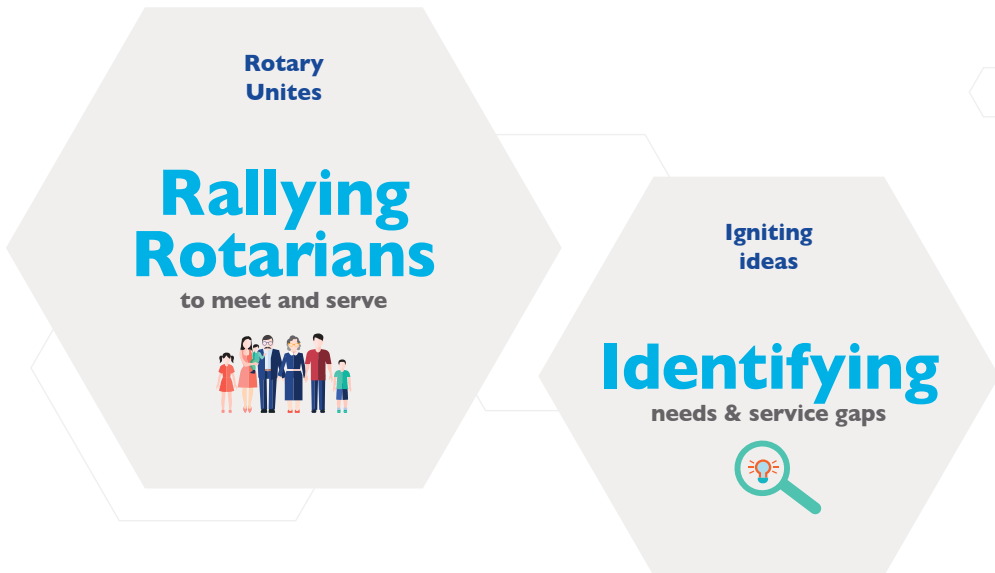 Rotary
Unites
Rallying
Rotarians
to meet and serve
Igniting
ideas
Identifying
needs & service gaps